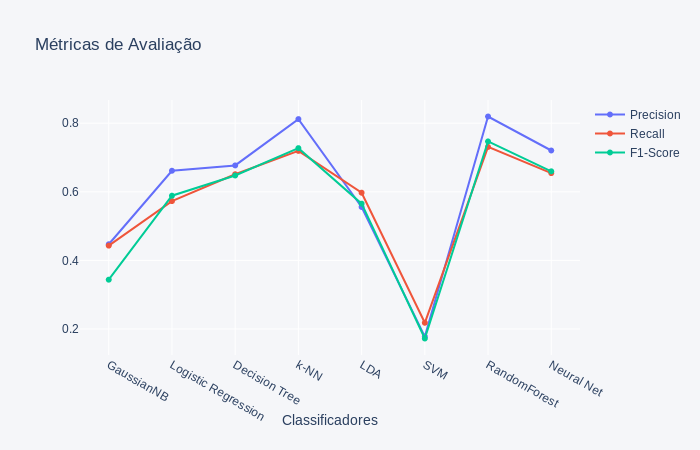 Métricas de Avaliação
Precision
Recall
F1-Score
0.8
0.6
0.4
0.2
GaussianNB
Logistic Regression
Decision Tree
k-NN
LDA
SVM
RandomForest
Neural Net
Classificadores